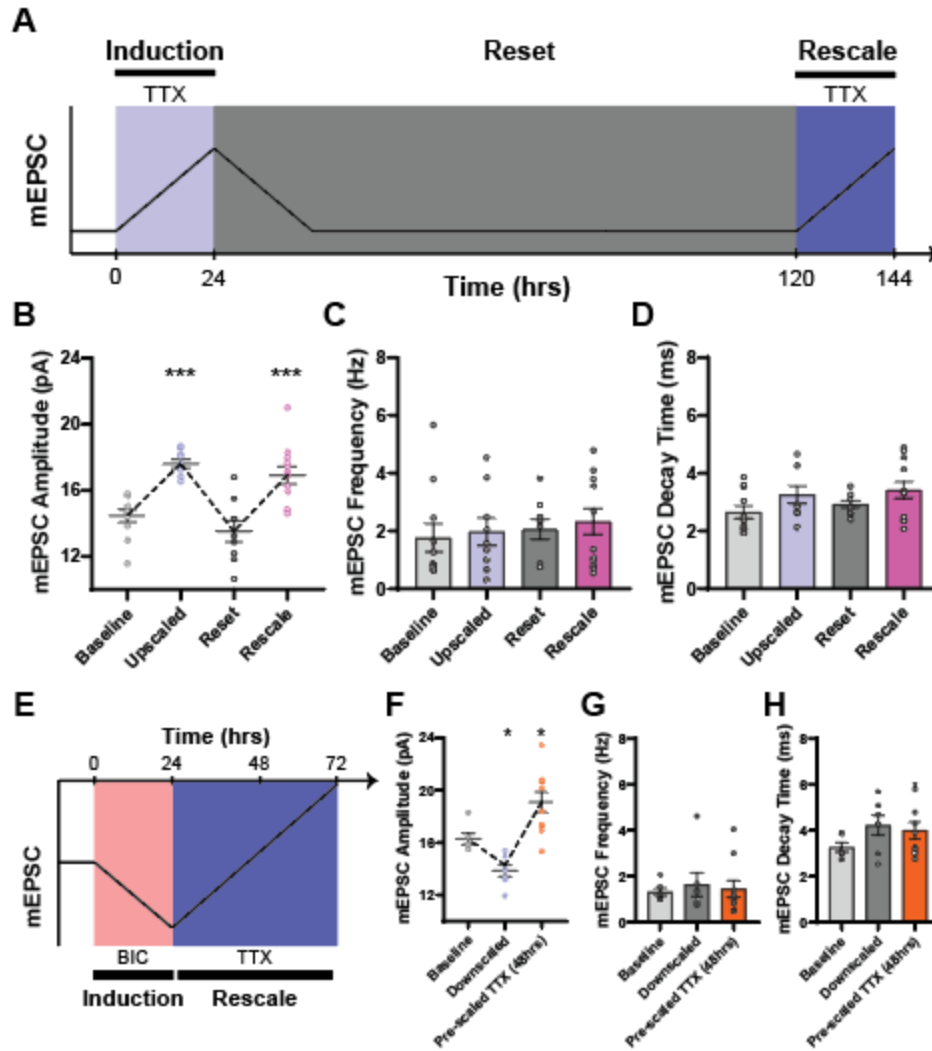 A
Induction
Reset
Rescale
TTX
TTX
mEPSC
0
24
120
144
Time (hrs)
B
mEPSC Amplitude (pA)
24
20
16
12
***
***
Baseline
Upscaled
Reset
Rescale
C
mEPSC Frequency (Hz)
8
6
4
2
0
Baseline
Upscaled
Reset
Rescale
D
mEPSC Decay Time (ms)
8
6
4
2
0
Baseline
Upscaled
Reset
Rescale
E
Time (hrs)
0
24
48
72
mEPSC
BIC
TTX
Induction
Rescale
F
mEPSC Amplitude (pA)
24
20
16
12
*
*
Baseline
Downscaled
Pre-scaled TTX (48hrs)
G
mEPSC Frequency (Hz)
8
6
4
2
0
Baseline
Downscaled
Pre-scaled TTX (48hrs)
H
mEPSC Decay Time (ms)
8
6
4
2
0
Baseline
Downscaled
Pre-scaled TTX (48hrs)